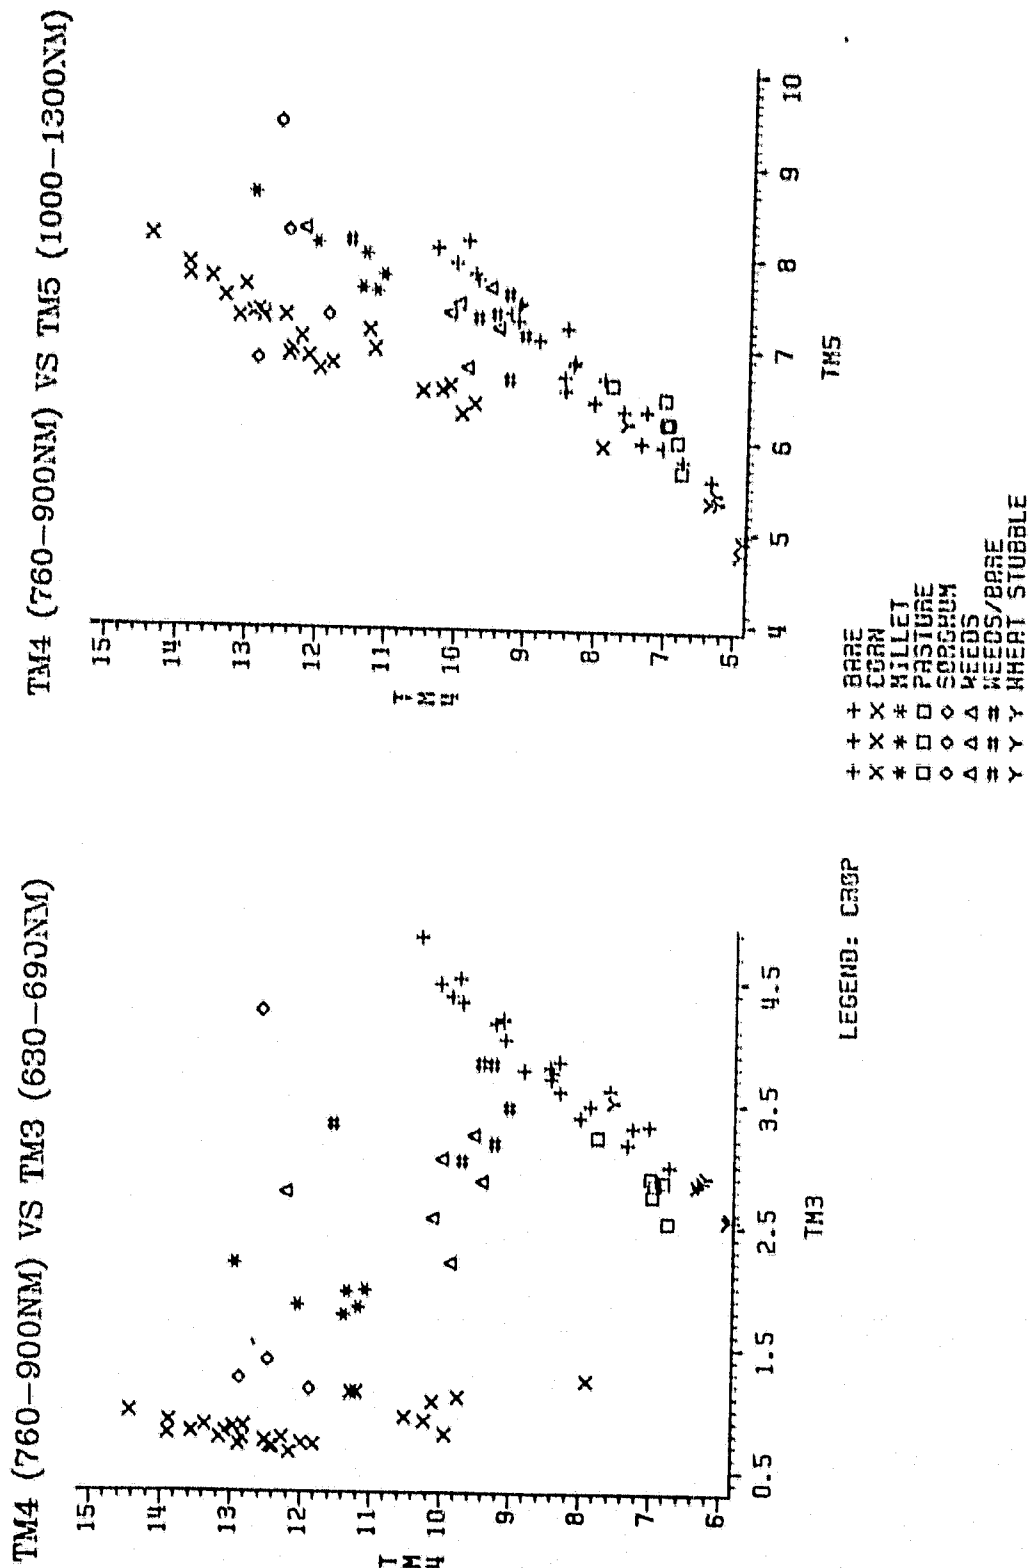 TM4 (760-900NM) VS TM3 (630-690NM)
15
14
13
12
11
10
9
8
7
6
T
M
4
0.5
1.5
2.5
3.5
4.5
TM3
TM4 (760-900NM) VS TM5 (1000-1300NM)
15
14
13
12
11
10
9
8
7
6
T
M
4
4
5
6
7
8
9
10
TM5
LEGEND: CROP
+ + + BARE
× × × CORN
* * * MILLET
□ □ □ PASTURE
◇ ◇ ◇ SORGHUM
△ △ △ WEEDS
# # # WEEDS/BARE
Y Y Y WHEAT STUBBLE